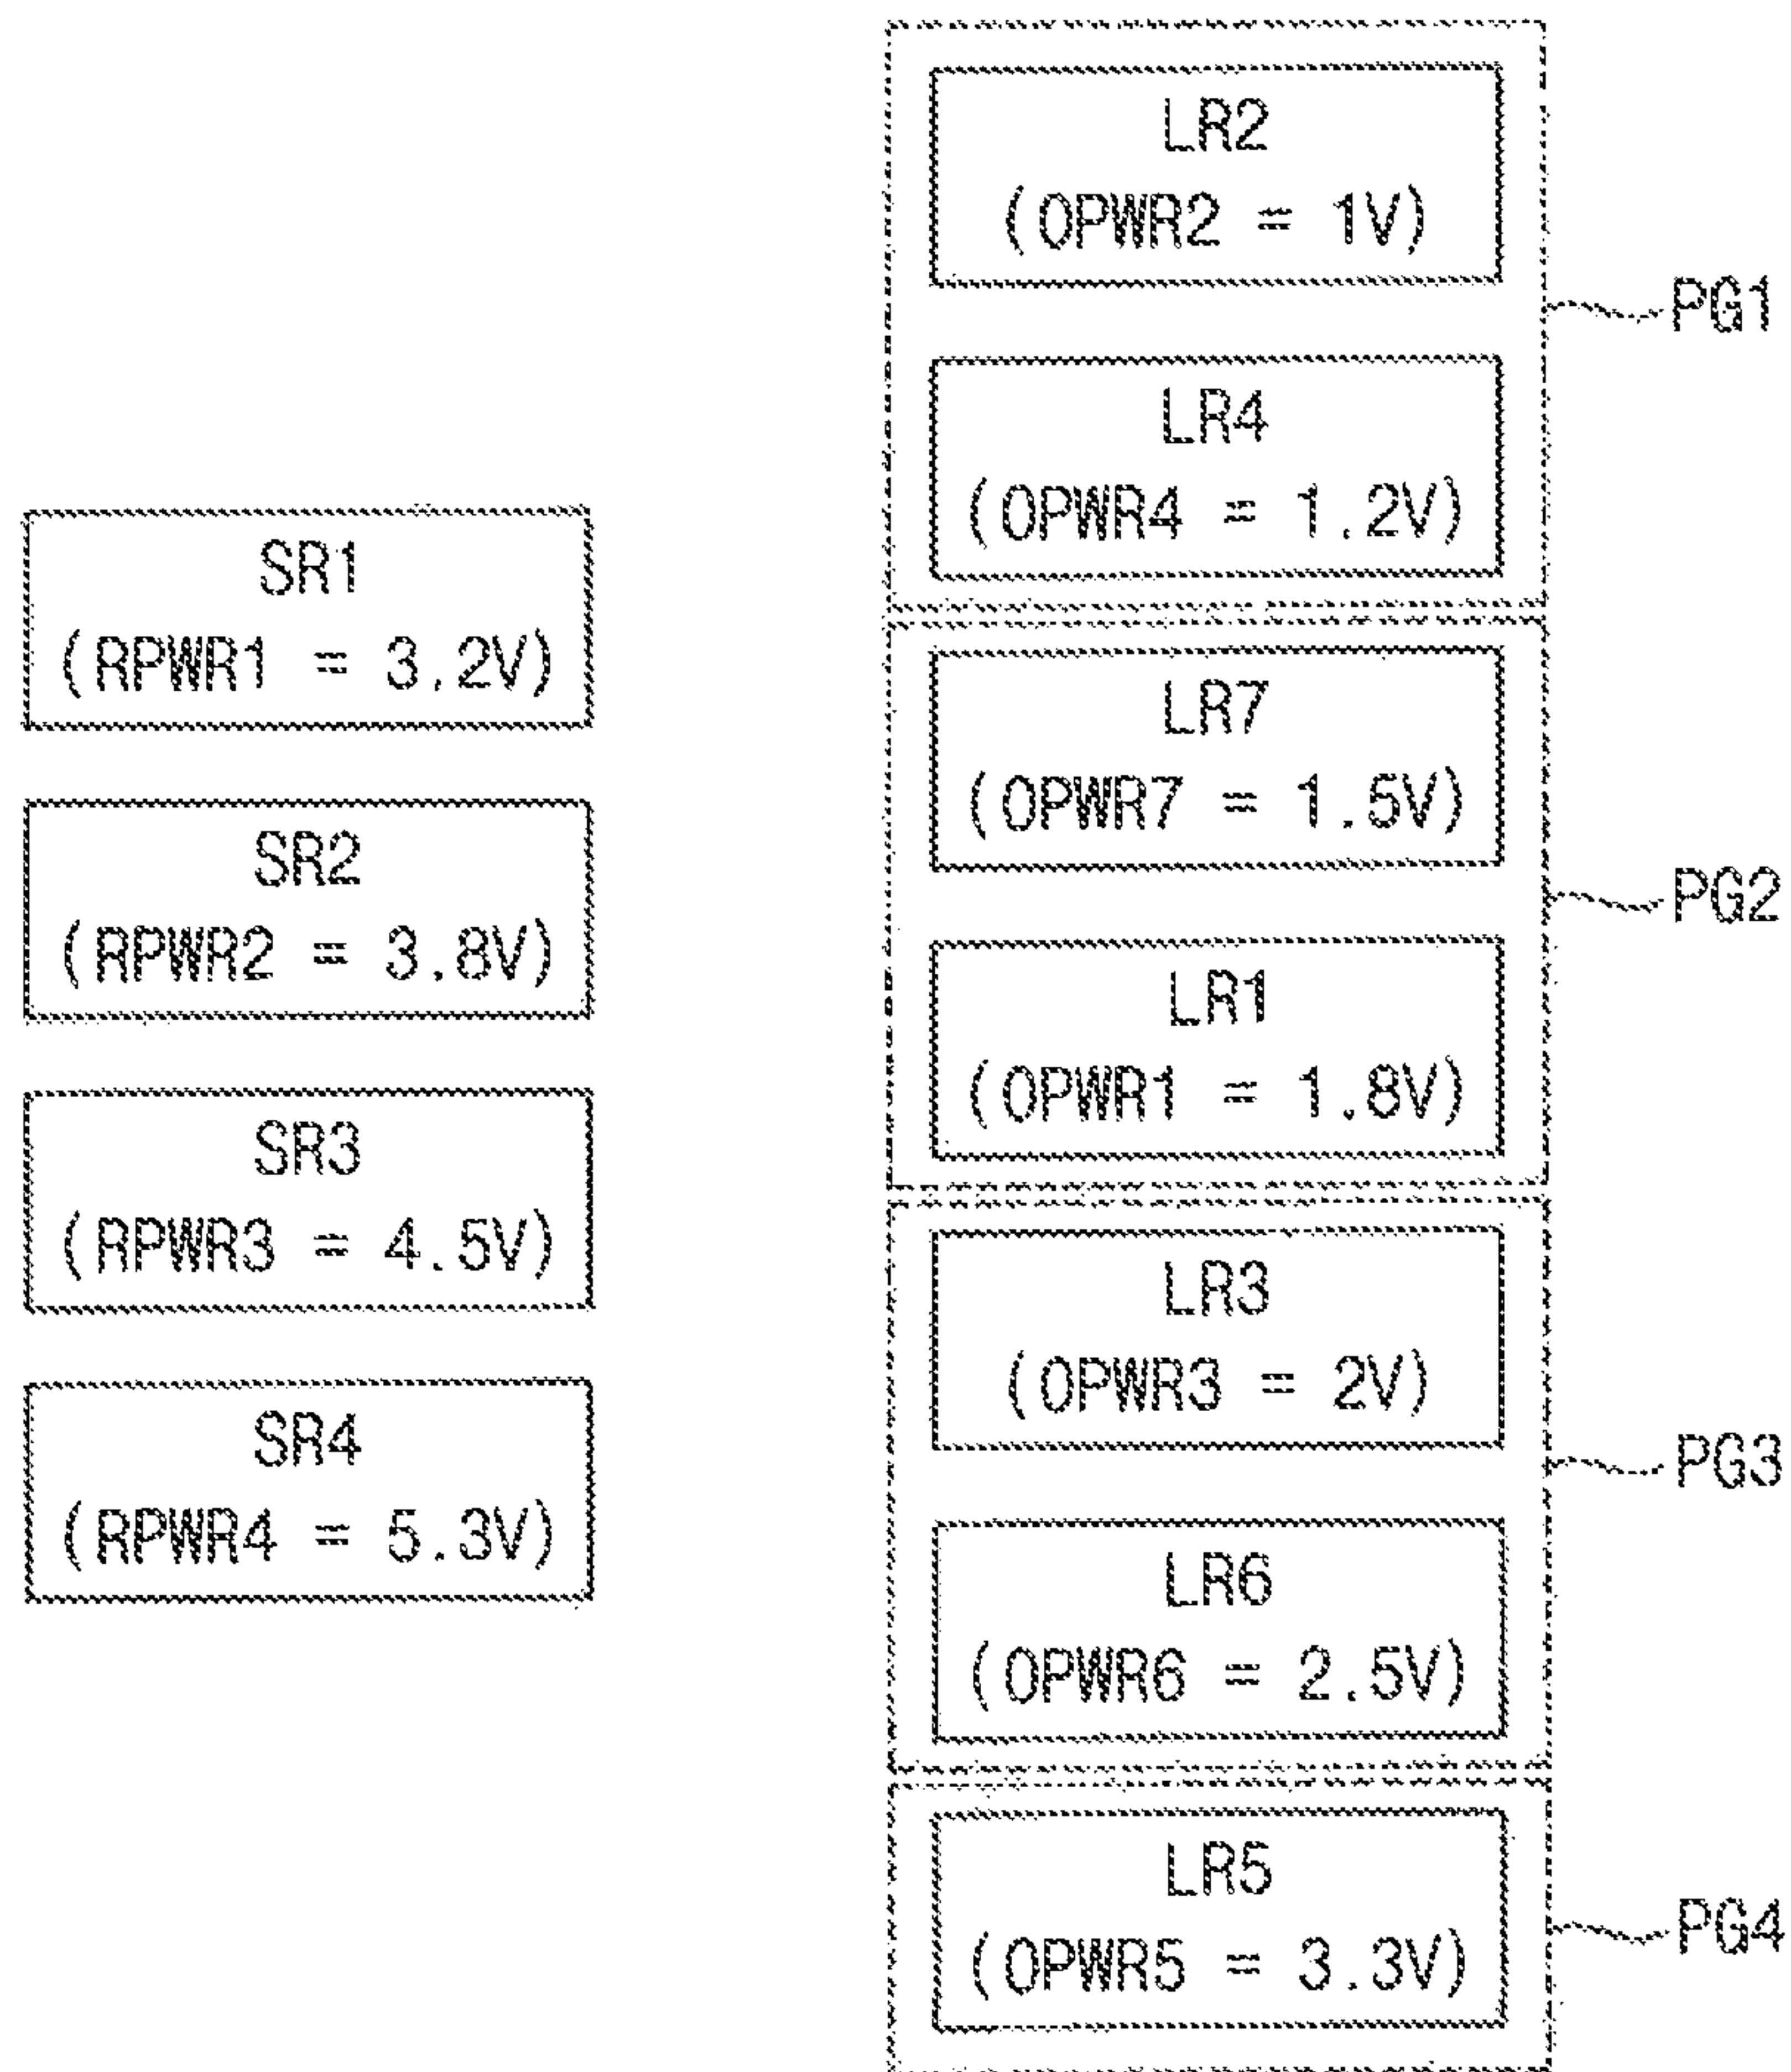 SR1
(RPWR1 = 3.2V)
SR2
(RPWR2 = 3.8V)
SR3
(RPWR3 = 4.5V)
SR4
(RPWR4 = 5.3V)
LR2
(OPWR2 = 1V)
LR4
(OPWR4 = 1.2V)
PG1
LR7
(OPWR7 = 1.5V)
LR1
(OPWR1 = 1.8V)
PG2
LR3
(OPWR3 = 2V)
LR6
(OPWR6 = 2.5V)
PG3
LR5
(OPWR5 = 3.3V)
PG4